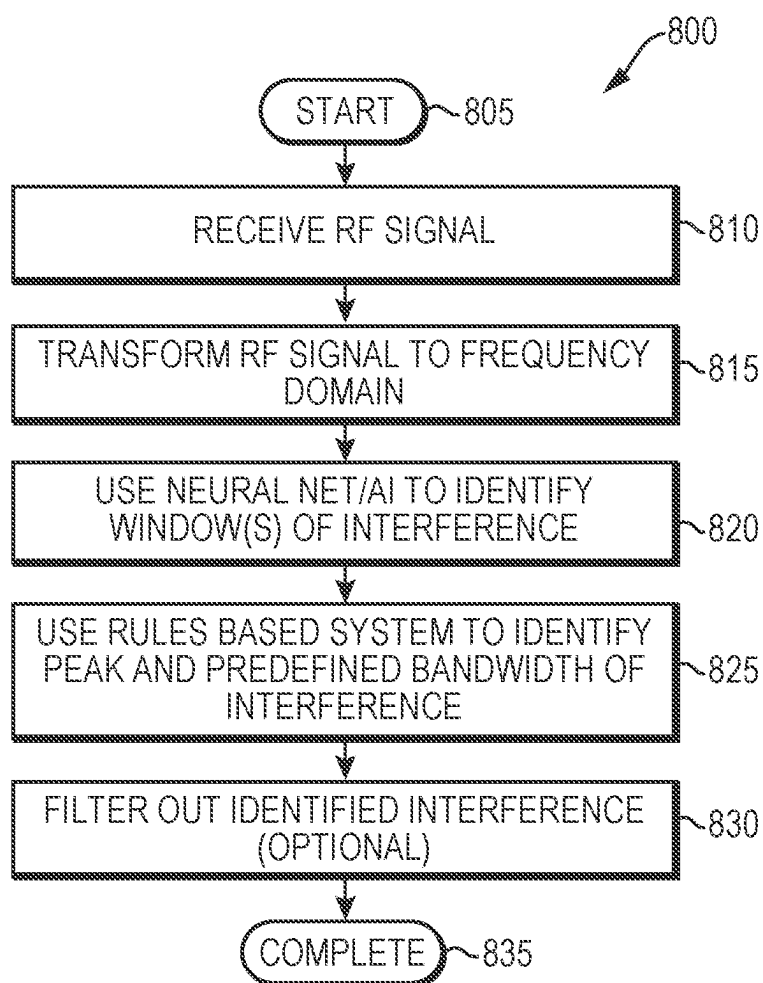 800
START 805
RECEIVE RF SIGNAL 810
TRANSFORM RF SIGNAL TO FREQUENCY
DOMAIN 815
USE NEURAL NET/AI TO IDENTIFY
WINDOW(S) OF INTERFERENCE 820
USE RULES BASED SYSTEM TO IDENTIFY
PEAK AND PREDEFINED BANDWIDTH OF
INTERFERENCE 825
FILTER OUT IDENTIFIED INTERFERENCE
(OPTIONAL) 830
COMPLETE 835